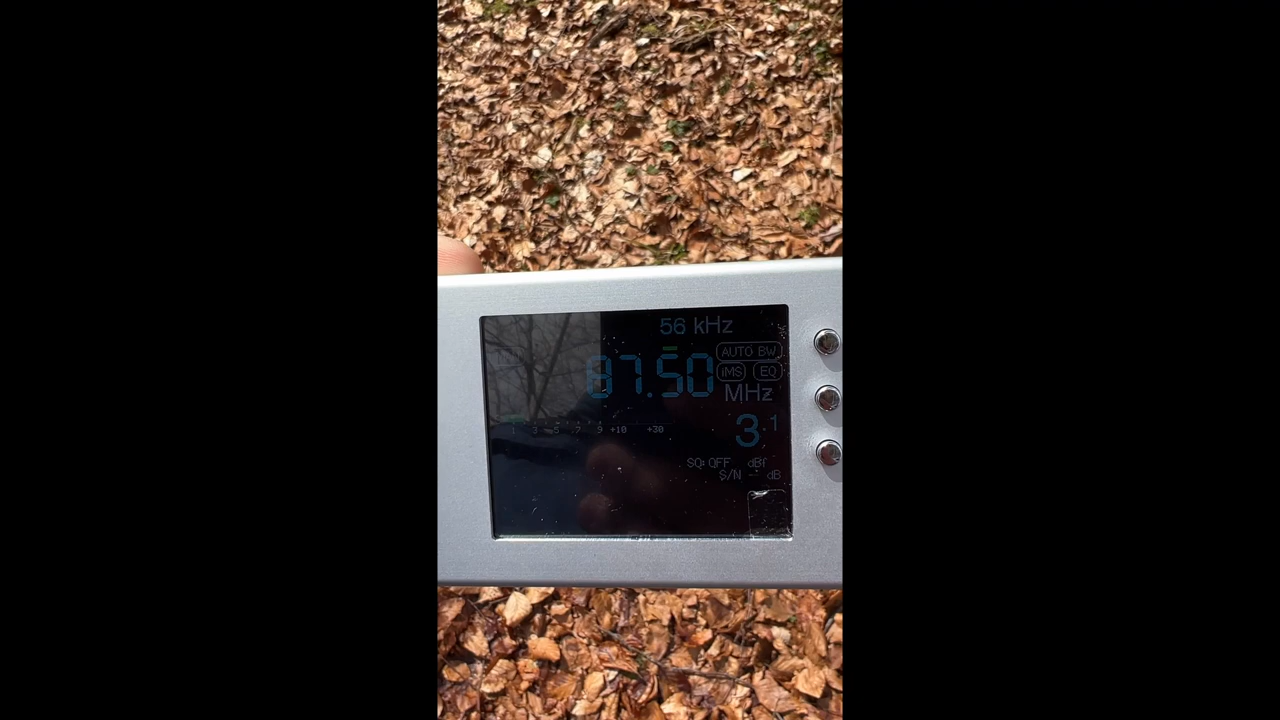 56 kHz
AUTO BW
87.50
iMS EQ
MHz
3.1
1 3 5 7 9 +10 +30
SQ: OFF dBf
S/N -- dB